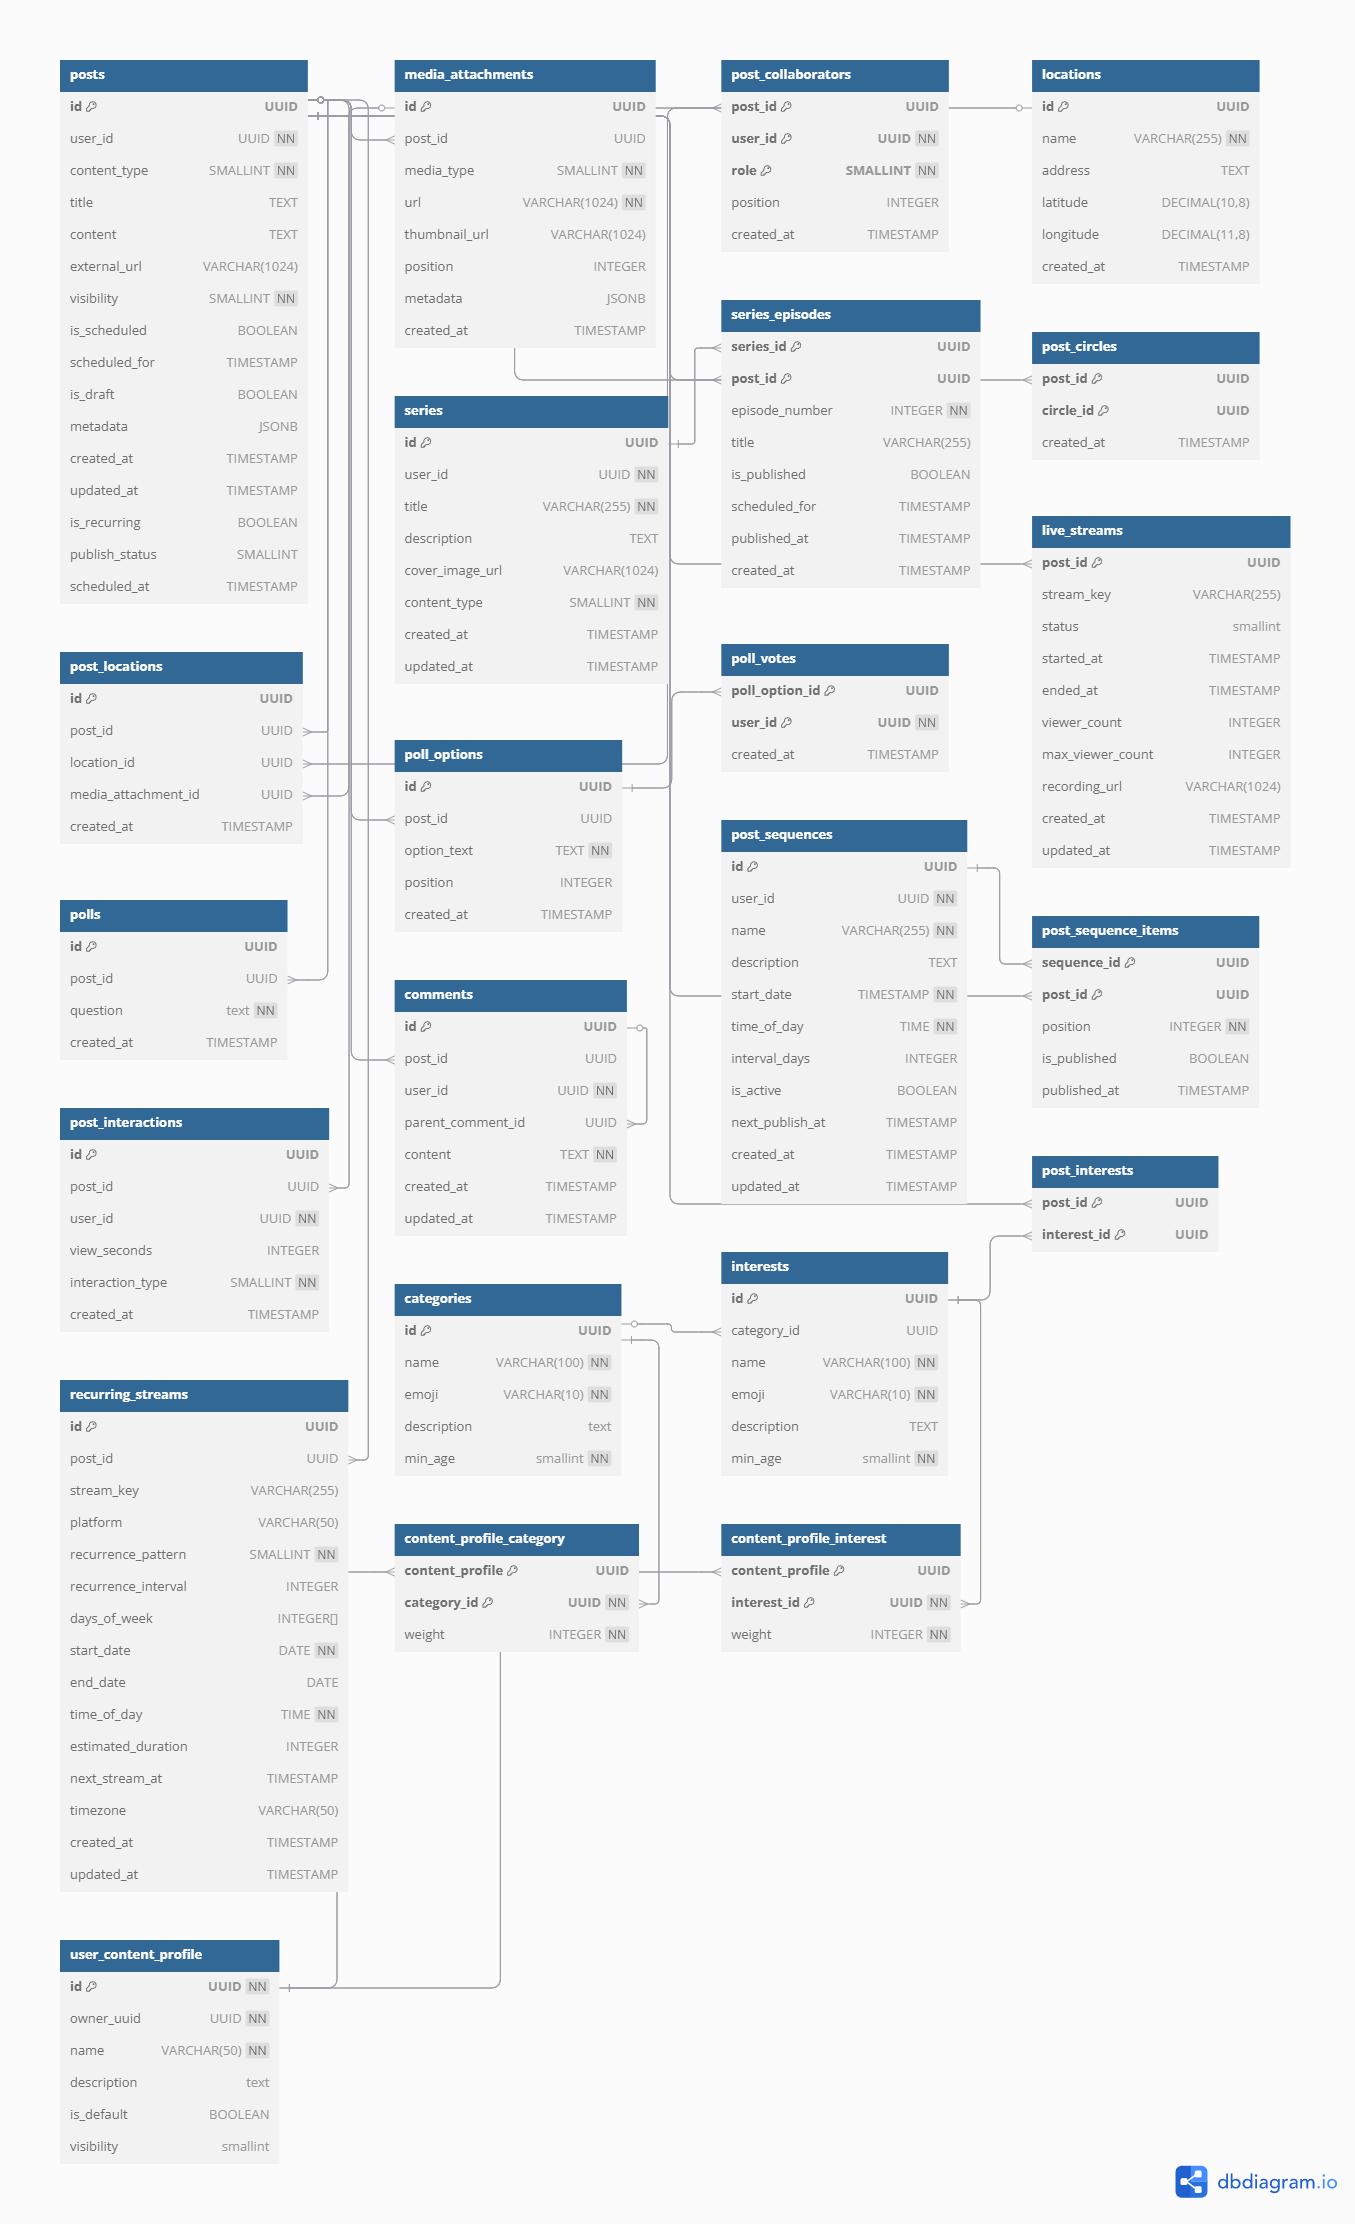 posts
id UUID
user_id UUID NN
content_type SMALLINT NN
title TEXT
content TEXT
external_url VARCHAR(1024)
visibility SMALLINT NN
is_scheduled BOOLEAN
scheduled_for TIMESTAMP
is_draft BOOLEAN
metadata JSONB
created_at TIMESTAMP
updated_at TIMESTAMP
is_recurring BOOLEAN
publish_status SMALLINT
scheduled_at TIMESTAMP
post_locations
id UUID
post_id UUID
location_id UUID
media_attachment_id UUID
created_at TIMESTAMP
polls
id UUID
post_id UUID
question text NN
created_at TIMESTAMP
post_interactions
id UUID
post_id UUID
user_id UUID NN
view_seconds INTEGER
interaction_type SMALLINT NN
created_at TIMESTAMP
recurring_streams
id UUID
post_id UUID
stream_key VARCHAR(255)
platform VARCHAR(50)
recurrence_pattern SMALLINT NN
recurrence_interval INTEGER
days_of_week INTEGER[]
start_date DATE NN
end_date DATE
time_of_day TIME NN
estimated_duration INTEGER
next_stream_at TIMESTAMP
timezone VARCHAR(50)
created_at TIMESTAMP
updated_at TIMESTAMP
user_content_profile
id UUID NN
owner_uuid UUID NN
name VARCHAR(50) NN
description text
is_default BOOLEAN
visibility smallint
media_attachments
id UUID
post_id UUID
media_type SMALLINT NN
url VARCHAR(1024) NN
thumbnail_url VARCHAR(1024)
position INTEGER
metadata JSONB
created_at TIMESTAMP
series
id UUID
user_id UUID NN
title VARCHAR(255) NN
description TEXT
cover_image_url VARCHAR(1024)
content_type SMALLINT NN
created_at TIMESTAMP
updated_at TIMESTAMP
poll_options
id UUID
post_id UUID
option_text TEXT NN
position INTEGER
created_at TIMESTAMP
comments
id UUID
post_id UUID
user_id UUID NN
parent_comment_id UUID
content TEXT NN
created_at TIMESTAMP
updated_at TIMESTAMP
categories
id UUID
name VARCHAR(100) NN
emoji VARCHAR(10) NN
description text
min_age smallint NN
content_profile_category
content_profile UUID
category_id UUID NN
weight INTEGER NN
post_collaborators
post_id UUID
user_id UUID NN
role SMALLINT NN
position INTEGER
created_at TIMESTAMP
series_episodes
series_id UUID
post_id UUID
episode_number INTEGER NN
title VARCHAR(255)
is_published BOOLEAN
scheduled_for TIMESTAMP
published_at TIMESTAMP
created_at TIMESTAMP
poll_votes
poll_option_id UUID
user_id UUID NN
created_at TIMESTAMP
post_sequences
id UUID
user_id UUID NN
name VARCHAR(255) NN
description TEXT
start_date TIMESTAMP NN
time_of_day TIME NN
interval_days INTEGER
is_active BOOLEAN
next_publish_at TIMESTAMP
created_at TIMESTAMP
updated_at TIMESTAMP
interests
id UUID
category_id UUID
name VARCHAR(100) NN
emoji VARCHAR(10) NN
description TEXT
min_age smallint NN
content_profile_interest
content_profile UUID
interest_id UUID NN
weight INTEGER NN
locations
id UUID
name VARCHAR(255) NN
address TEXT
latitude DECIMAL(10,8)
longitude DECIMAL(11,8)
created_at TIMESTAMP
post_circles
post_id UUID
circle_id UUID
created_at TIMESTAMP
live_streams
post_id UUID
stream_key VARCHAR(255)
status smallint
started_at TIMESTAMP
ended_at TIMESTAMP
viewer_count INTEGER
max_viewer_count INTEGER
recording_url VARCHAR(1024)
created_at TIMESTAMP
updated_at TIMESTAMP
post_sequence_items
sequence_id UUID
post_id UUID
position INTEGER NN
is_published BOOLEAN
published_at TIMESTAMP
post_interests
post_id UUID
interest_id UUID
dbdiagram.io